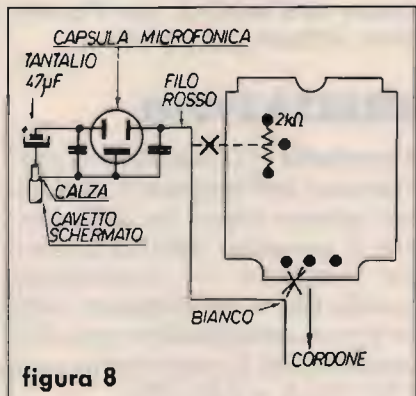 CAPSULA MICROFONICA
TANTALIO
47µF
FILO
ROSSO
2kΩ
CALZA
CAVETTO
SCHERMATO
BIANCO
CORDONE
figura 8